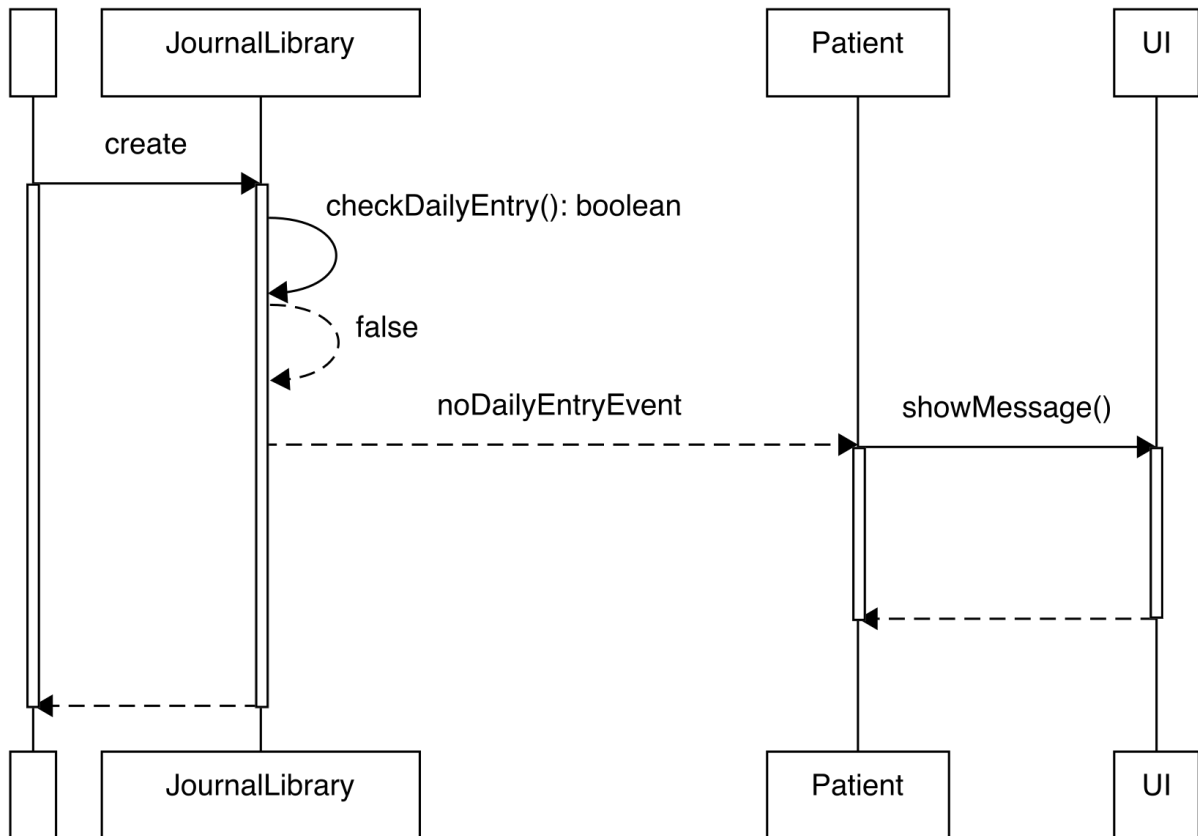 JournalLibrary
Patient
UI
create
checkDailyEntry(): boolean
false
noDailyEntryEvent
showMessage()
JournalLibrary
Patient
UI